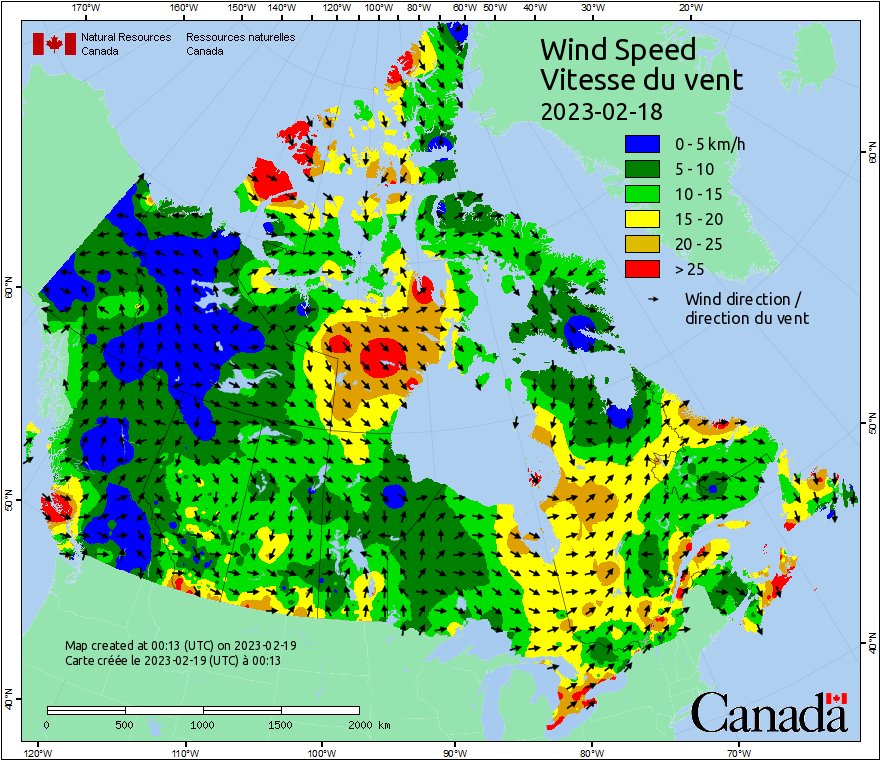 170°W 160°W 150°W 140°W 120°W 100°W 80°W 60°W 50°W 40°W 30°W 20°W
Natural Resources Canada
Ressources naturelles Canada
Wind Speed
Vitesse du vent
2023-02-18
0 - 5 km/h
5 - 10
10 - 15
15 - 20
20 - 25
> 25
Wind direction /
direction du vent
60°N
50°N
40°N
60°N
50°N
40°N
Map created at 00:13 (UTC) on 2023-02-19
Carte créée le 2023-02-19 (UTC) à 00:13
0 500 1000 1500 2000 km
Canada
120°W 110°W 100°W 90°W 80°W 70°W